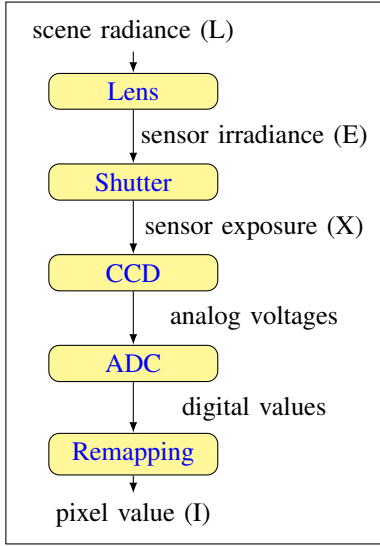 scene radiance (L)
Lens
sensor irradiance (E)
Shutter
sensor exposure (X)
CCD
analog voltages
ADC
digital values
Remapping
pixel value (I)